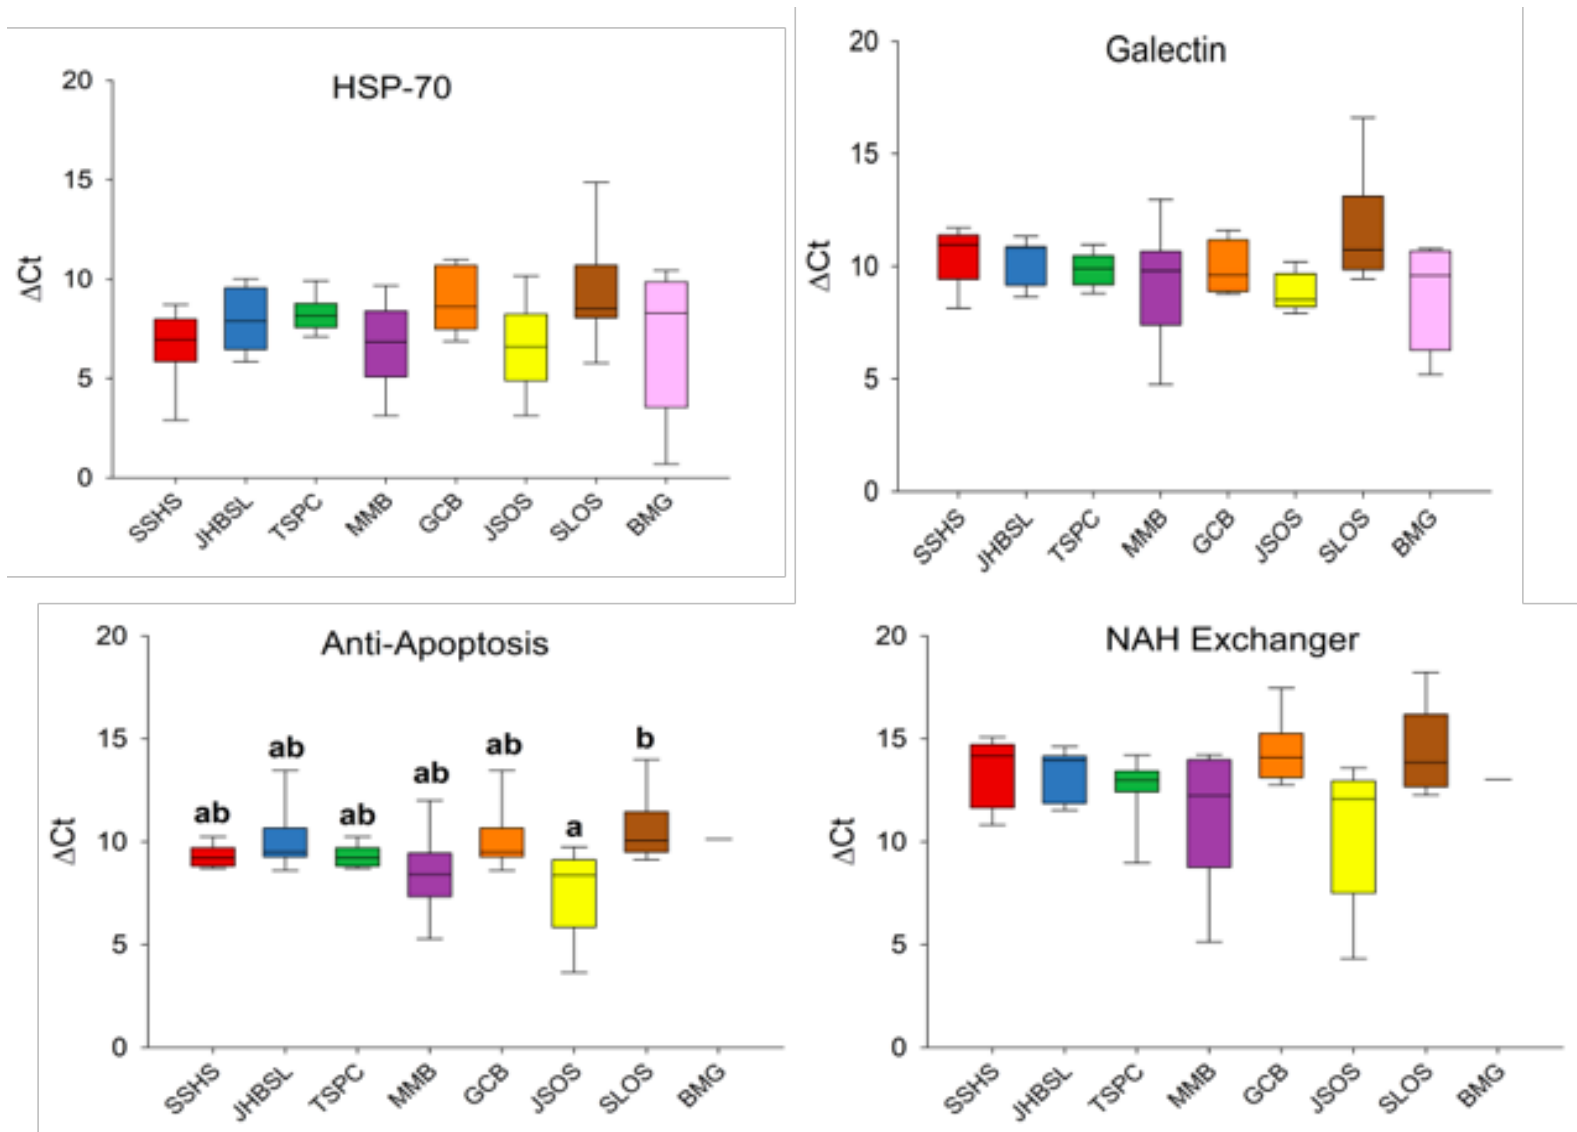 HSP-70
20
15
10
5
0
ΔCt
SSHS JHBSL TSPC MMB GCB JSOS SLOS BMG
Galectin
20
15
10
5
0
ΔCt
SSHS JHBSL TSPC MMB GCB JSOS SLOS BMG
Anti-Apoptosis
20
15
10
5
0
ΔCt
ab ab ab ab ab a b
SSHS JHBSL TSPC MMB GCB JSOS SLOS BMG
NAH Exchanger
20
15
10
5
0
ΔCt
SSHS JHBSL TSPC MMB GCB JSOS SLOS BMG